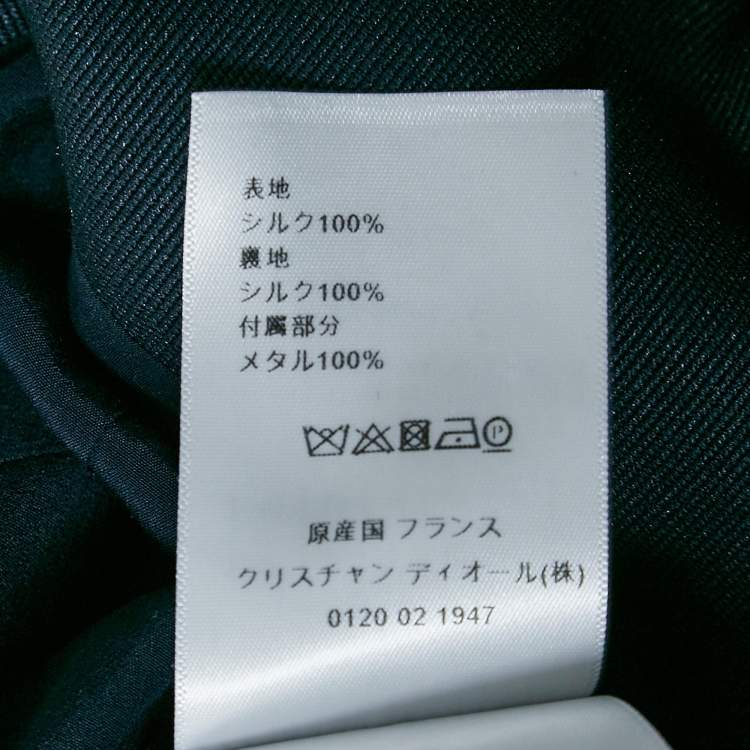 表地
シルク100%
裏地
シルク100%
付属部分
メタル100%
P
原産国 フランス
クリスチャン ディオール(株)
0120 02 1947